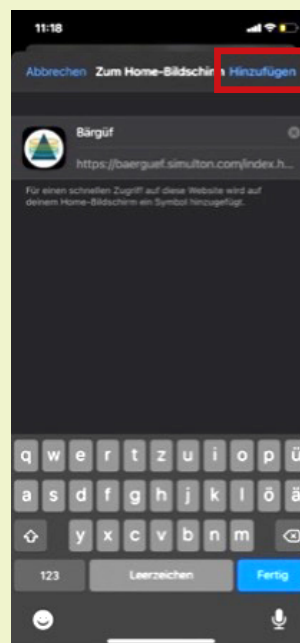 11:18
Abbrechen Zum Home-Bildschirm Hinzufügen
Bärgüf
https://baerguef.simulton.com/index.h...
Für einen schnellen Zugriff auf diese Website wird auf
deinem Home-Bildschirm ein Symbol hinzugefügt.
q w e r t z u i o p ü
a s d f g h j k l ö ä
y x c v b n m
123 Leerzeichen Fertig